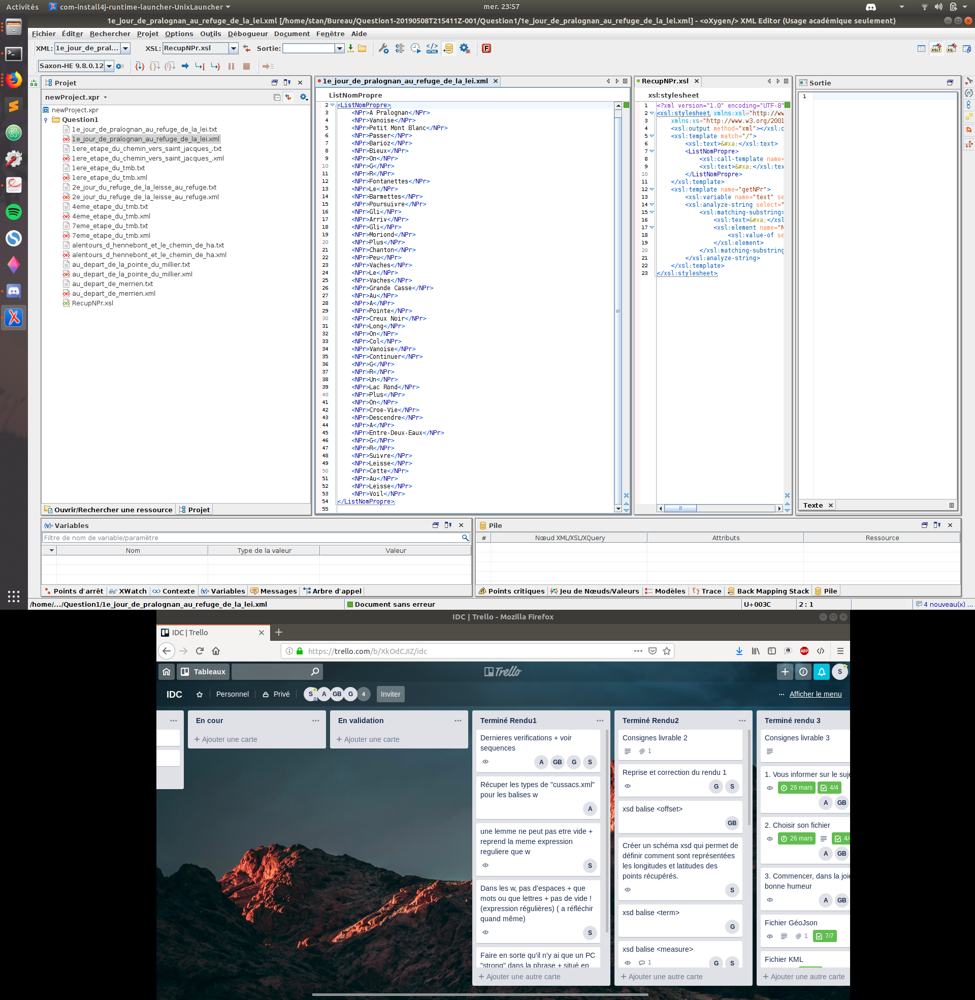 Activités
com-install4j-runtime-launcher-UnixLauncher
mer. 23:57
1e_jour_de_pralognan_au_refuge_de_la_lei.xml [/home/stan/Bureau/Question1-20190508T215411Z-001/Question1/1e_jour_de_pralognan_au_refuge_de_la_lei.xml] - <oXygen/> XML Editor (Usage académique seulement)
Fichier Éditer Rechercher Projet Options Outils Débogueur Document Fenêtre Aide
XML: 1e_jour_de_pral... XSL: RecupNPr.xsl Sortie:
Saxon-HE 9.8.0.12
Projet
newProject.xpr
newProject.xpr
Question1
1e_jour_de_pralognan_au_refuge_de_la_lei.txt
1e_jour_de_pralognan_au_refuge_de_la_lei.xml
1ere_etape_du_chemin_vers_saint_jacques_.txt
1ere_etape_du_chemin_vers_saint_jacques_.xml
1ere_etape_du_tmb.txt
1ere_etape_du_tmb.xml
2e_jour_du_refuge_de_la_leisse_au_refuge.txt
2e_jour_du_refuge_de_la_leisse_au_refuge.xml
4eme_etape_du_tmb.txt
4eme_etape_du_tmb.xml
7eme_etape_du_tmb.txt
7eme_etape_du_tmb.xml
alentours_d_hennebont_et_le_chemin_de_ha.txt
alentours_d_hennebont_et_le_chemin_de_ha.xml
au_depart_de_la_pointe_du_millier.txt
au_depart_de_la_pointe_du_millier.xml
au_depart_de_merrien.txt
au_depart_de_merrien.xml
RecupNPr.xsl
Ouvrir/Rechercher une ressource Projet
1e_jour_de_pralognan_au_refuge_de_la_lei.xml
ListNomPropre
2 <ListNomPropre>
3 <NPr>A Pralognan</NPr>
4 <NPr>Vanoise</NPr>
5 <NPr>Petit Mont Blanc</NPr>
6 <NPr>Passer</NPr>
7 <NPr>Barioz</NPr>
8 <NPr>Bieux</NPr>
9 <NPr>On</NPr>
10 <NPr>G</NPr>
11 <NPr>R</NPr>
12 <NPr>Fontanettes</NPr>
13 <NPr>Le</NPr>
14 <NPr>Barmettes</NPr>
15 <NPr>Poursuivre</NPr>
16 <NPr>Gli</NPr>
17 <NPr>Arriv</NPr>
18 <NPr>Gli</NPr>
19 <NPr>Moriond</NPr>
20 <NPr>Plus</NPr>
21 <NPr>Chanton</NPr>
22 <NPr>Peu</NPr>
23 <NPr>Vaches</NPr>
24 <NPr>Le</NPr>
25 <NPr>Vaches</NPr>
26 <NPr>Grande Casse</NPr>
27 <NPr>Au</NPr>
28 <NPr>A</NPr>
29 <NPr>Pointe</NPr>
30 <NPr>Creux Noir</NPr>
31 <NPr>Long</NPr>
32 <NPr>On</NPr>
33 <NPr>Col</NPr>
34 <NPr>Vanoise</NPr>
35 <NPr>Continuer</NPr>
36 <NPr>G</NPr>
37 <NPr>R</NPr>
38 <NPr>Un</NPr>
39 <NPr>Lac Rond</NPr>
40 <NPr>Plus</NPr>
41 <NPr>On</NPr>
42 <NPr>Croe-Vie</NPr>
43 <NPr>Descendre</NPr>
44 <NPr>A</NPr>
45 <NPr>Entre-Deux-Eaux</NPr>
46 <NPr>G</NPr>
47 <NPr>R</NPr>
48 <NPr>Suivre</NPr>
49 <NPr>Leisse</NPr>
50 <NPr>Cette</NPr>
51 <NPr>Au</NPr>
52 <NPr>Leisse</NPr>
53 <NPr>Voil</NPr>
54 </ListNomPropre>
55
RecupNPr.xsl
xsl:stylesheet
1 <?xml version="1.0" encoding="UTF-8"
2 <xsl:stylesheet xmlns:xsl="http://ww
3 xmlns:xs="http://www.w3.org/2001
4 <xsl:output method="xml"></xsl:o
5 <xsl:template match="/">
6 <xsl:text>&#xa;</xsl:text>
7 <ListNomPropre>
8 <xsl:call-template name=
9 <xsl:text>&#xa;</xsl:tex
10 </ListNomPropre>
11 </xsl:template>
12 <xsl:template name="getNPr">
13 <xsl:variable name="text" se
14 <xsl:analyze-string select="
15 <xsl:matching-substring>
16 <xsl:text>&#xa;</xsl
17 <xsl:element name="N
18 <xsl:value-of se
19 </xsl:element>
20 </xsl:matching-substring
21 </xsl:analyze-string>
22 </xsl:template>
23 </xsl:stylesheet>
Sortie
1
Texte
Variables
Filtre de nom de variable/paramètre
Nom Type de la valeur Valeur
Points d'arrêt XWatch Contexte Variables Messages Arbre d'appel
Pile
# Nœud XML/XSL/XQuery Attributs Ressource
Points critiques Jeu de Nœuds/Valeurs Modèles Trace Back Mapping Stack Pile
/home/.../Question1/1e_jour_de_pralognan_au_refuge_de_la_lei.xml
Document sans erreur
U+003C
2 : 1
4 nouveau(x) ...
IDC | Trello - Mozilla Firefox
IDC | Trello
https://trello.com/b/XkOdCJIZ/idc
ABP
Tableaux
Trello
S
IDC
Personnel
Privé
S A GB G 4
Inviter
Afficher le menu
En cour
+ Ajouter une carte
En validation
+ Ajouter une carte
Terminé Rendu1
Dernieres verifications + voir
sequences
A GB G S
Récuper les types de "cussacs.xml"
pour les balises w
A
une lemme ne peut pas etre vide +
reprend la meme expression
reguliere que w
S
Dans les w, pas d'espaces + que
mots ou que lettres + pas de vide !
(expression régulières) ( a réfléchir
quand même)
S
Faire en sorte qu'il n'y ai que un PC
"strong" dans la phrase + situé en
+ Ajouter une autre carte
Terminé Rendu2
Consignes livrable 2
1
Reprise et correction du rendu 1
G S
xsd balise <offset>
GB
Créer un schéma xsd qui permet de
définir comment sont représentées
les longitudes et latitudes des
points récupérés.
S
xsd balise <term>
G
xsd balise <measure>
1
G S
+ Ajouter une autre carte
Terminé rendu 3
Consignes livrable 3
1. Vous informer sur le suje
26 mars 4/4
A GB
2. Choisir son fichier
26 mars 4/4
A GB
3. Commencer, dans la joie
bonne humeur
A GB
Fichier GéoJson
1 7/7
Fichier KML
+ Ajouter une autre carte